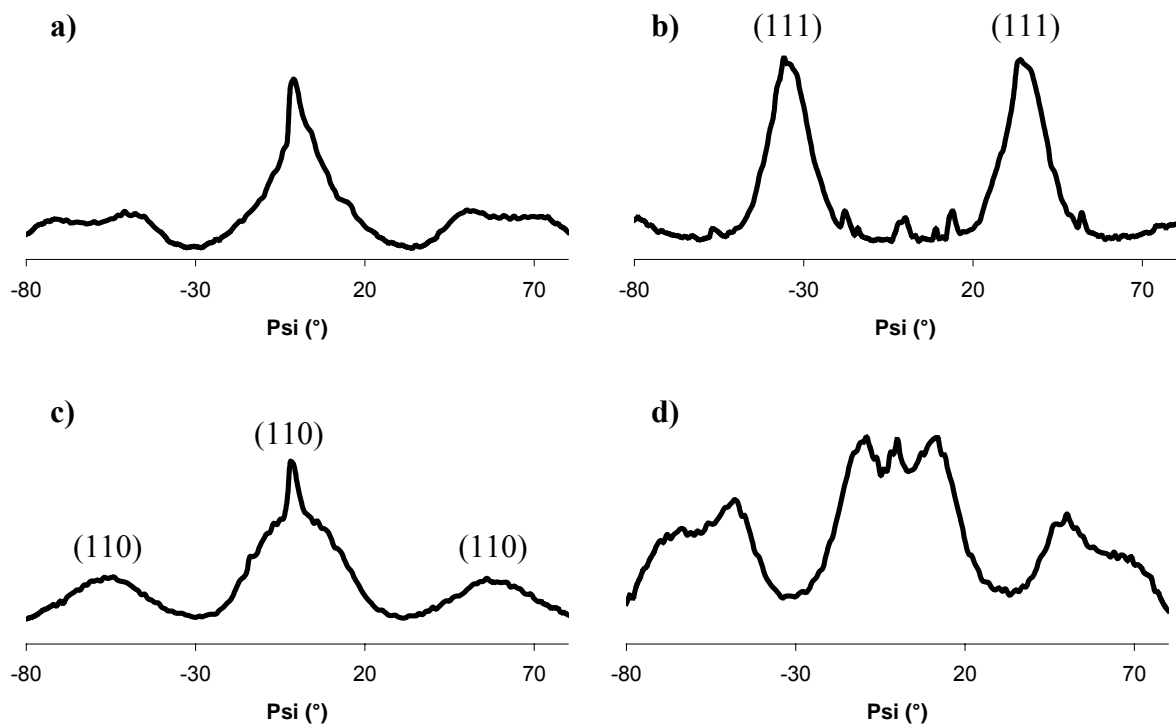 a)
-80 -30 20 70
Psi (°)
b)
(111) (111)
-80 -30 20 70
Psi (°)
c)
(110)
(110) (110)
-80 -30 20 70
Psi (°)
d)
-80 -30 20 70
Psi (°)